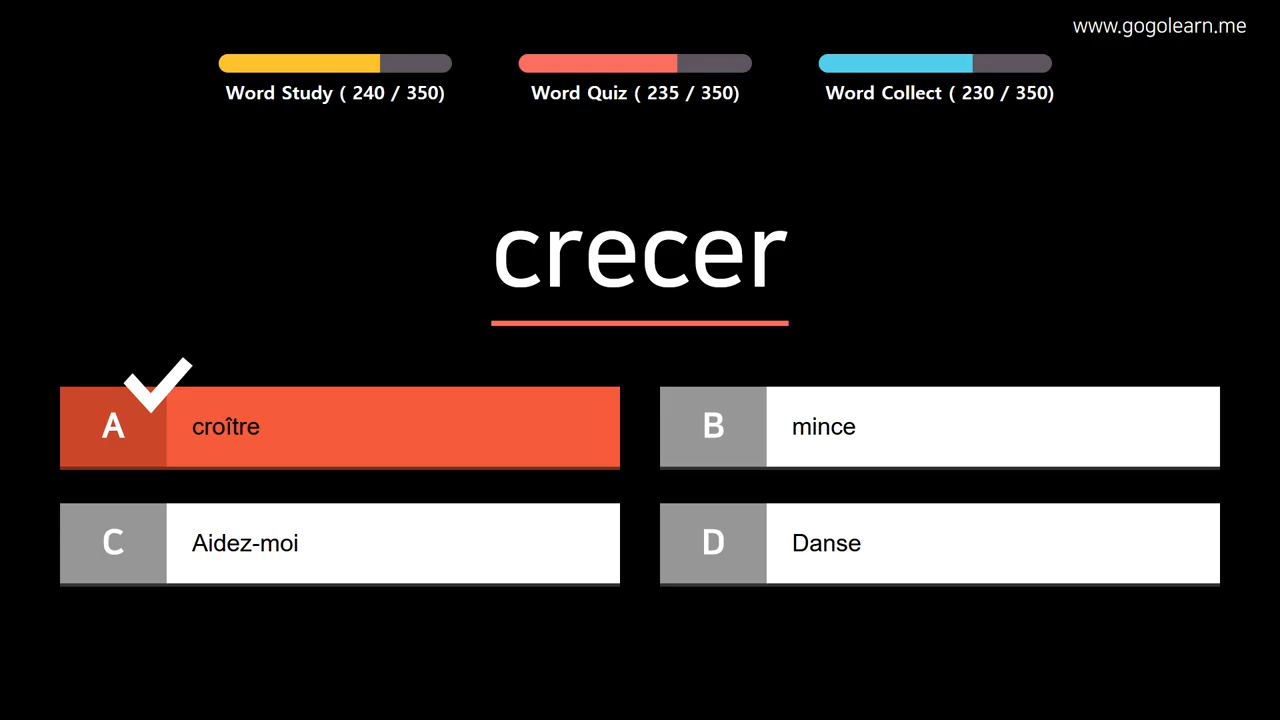 www.gogolearn.me
Word Study ( 240 / 350)
Word Quiz ( 235 / 350)
Word Collect ( 230 / 350)
crecer
A croître
B mince
C Aidez-moi
D Danse